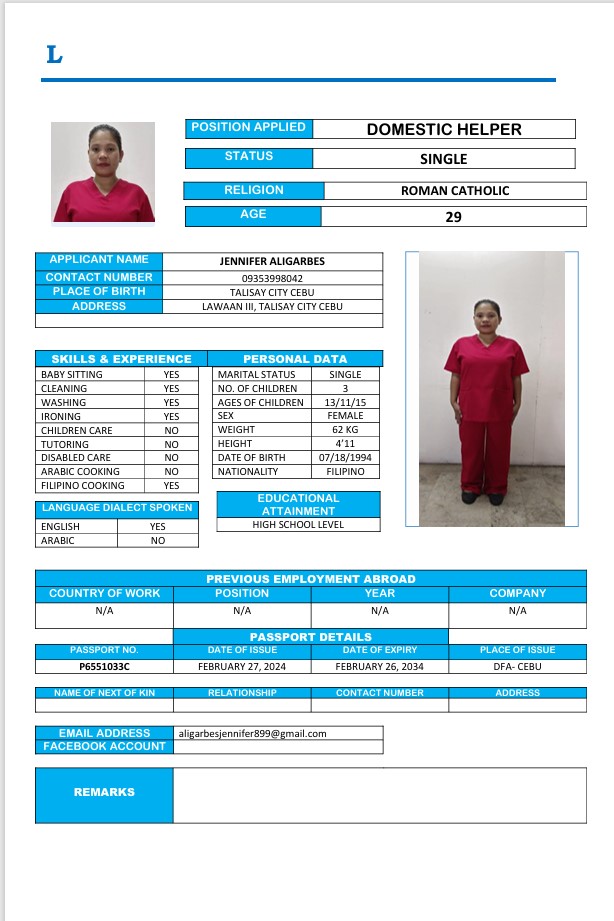 L
POSITION APPLIED DOMESTIC HELPER
STATUS SINGLE
RELIGION ROMAN CATHOLIC
AGE 29
APPLICANT NAME JENNIFER ALIGARBES
CONTACT NUMBER 09353998042
PLACE OF BIRTH TALISAY CITY CEBU
ADDRESS LAWAAN III, TALISAY CITY CEBU
SKILLS & EXPERIENCE
BABY SITTING YES
CLEANING YES
WASHING YES
IRONING YES
CHILDREN CARE NO
TUTORING NO
DISABLED CARE NO
ARABIC COOKING NO
FILIPINO COOKING YES
LANGUAGE DIALECT SPOKEN
ENGLISH YES
ARABIC NO
PERSONAL DATA
MARITAL STATUS SINGLE
NO. OF CHILDREN 3
AGES OF CHILDREN 13/11/15
SEX FEMALE
WEIGHT 62 KG
HEIGHT 4'11
DATE OF BIRTH 07/18/1994
NATIONALITY FILIPINO
EDUCATIONAL
ATTAINMENT
HIGH SCHOOL LEVEL
PREVIOUS EMPLOYMENT ABROAD
COUNTRY OF WORK POSITION YEAR COMPANY
N/A N/A N/A N/A
PASSPORT DETAILS
PASSPORT NO. DATE OF ISSUE DATE OF EXPIRY PLACE OF ISSUE
P6551033C FEBRUARY 27, 2024 FEBRUARY 26, 2034 DFA- CEBU
NAME OF NEXT OF KIN RELATIONSHIP CONTACT NUMBER ADDRESS
EMAIL ADDRESS aligarbesjennifer899@gmail.com
FACEBOOK ACCOUNT
REMARKS